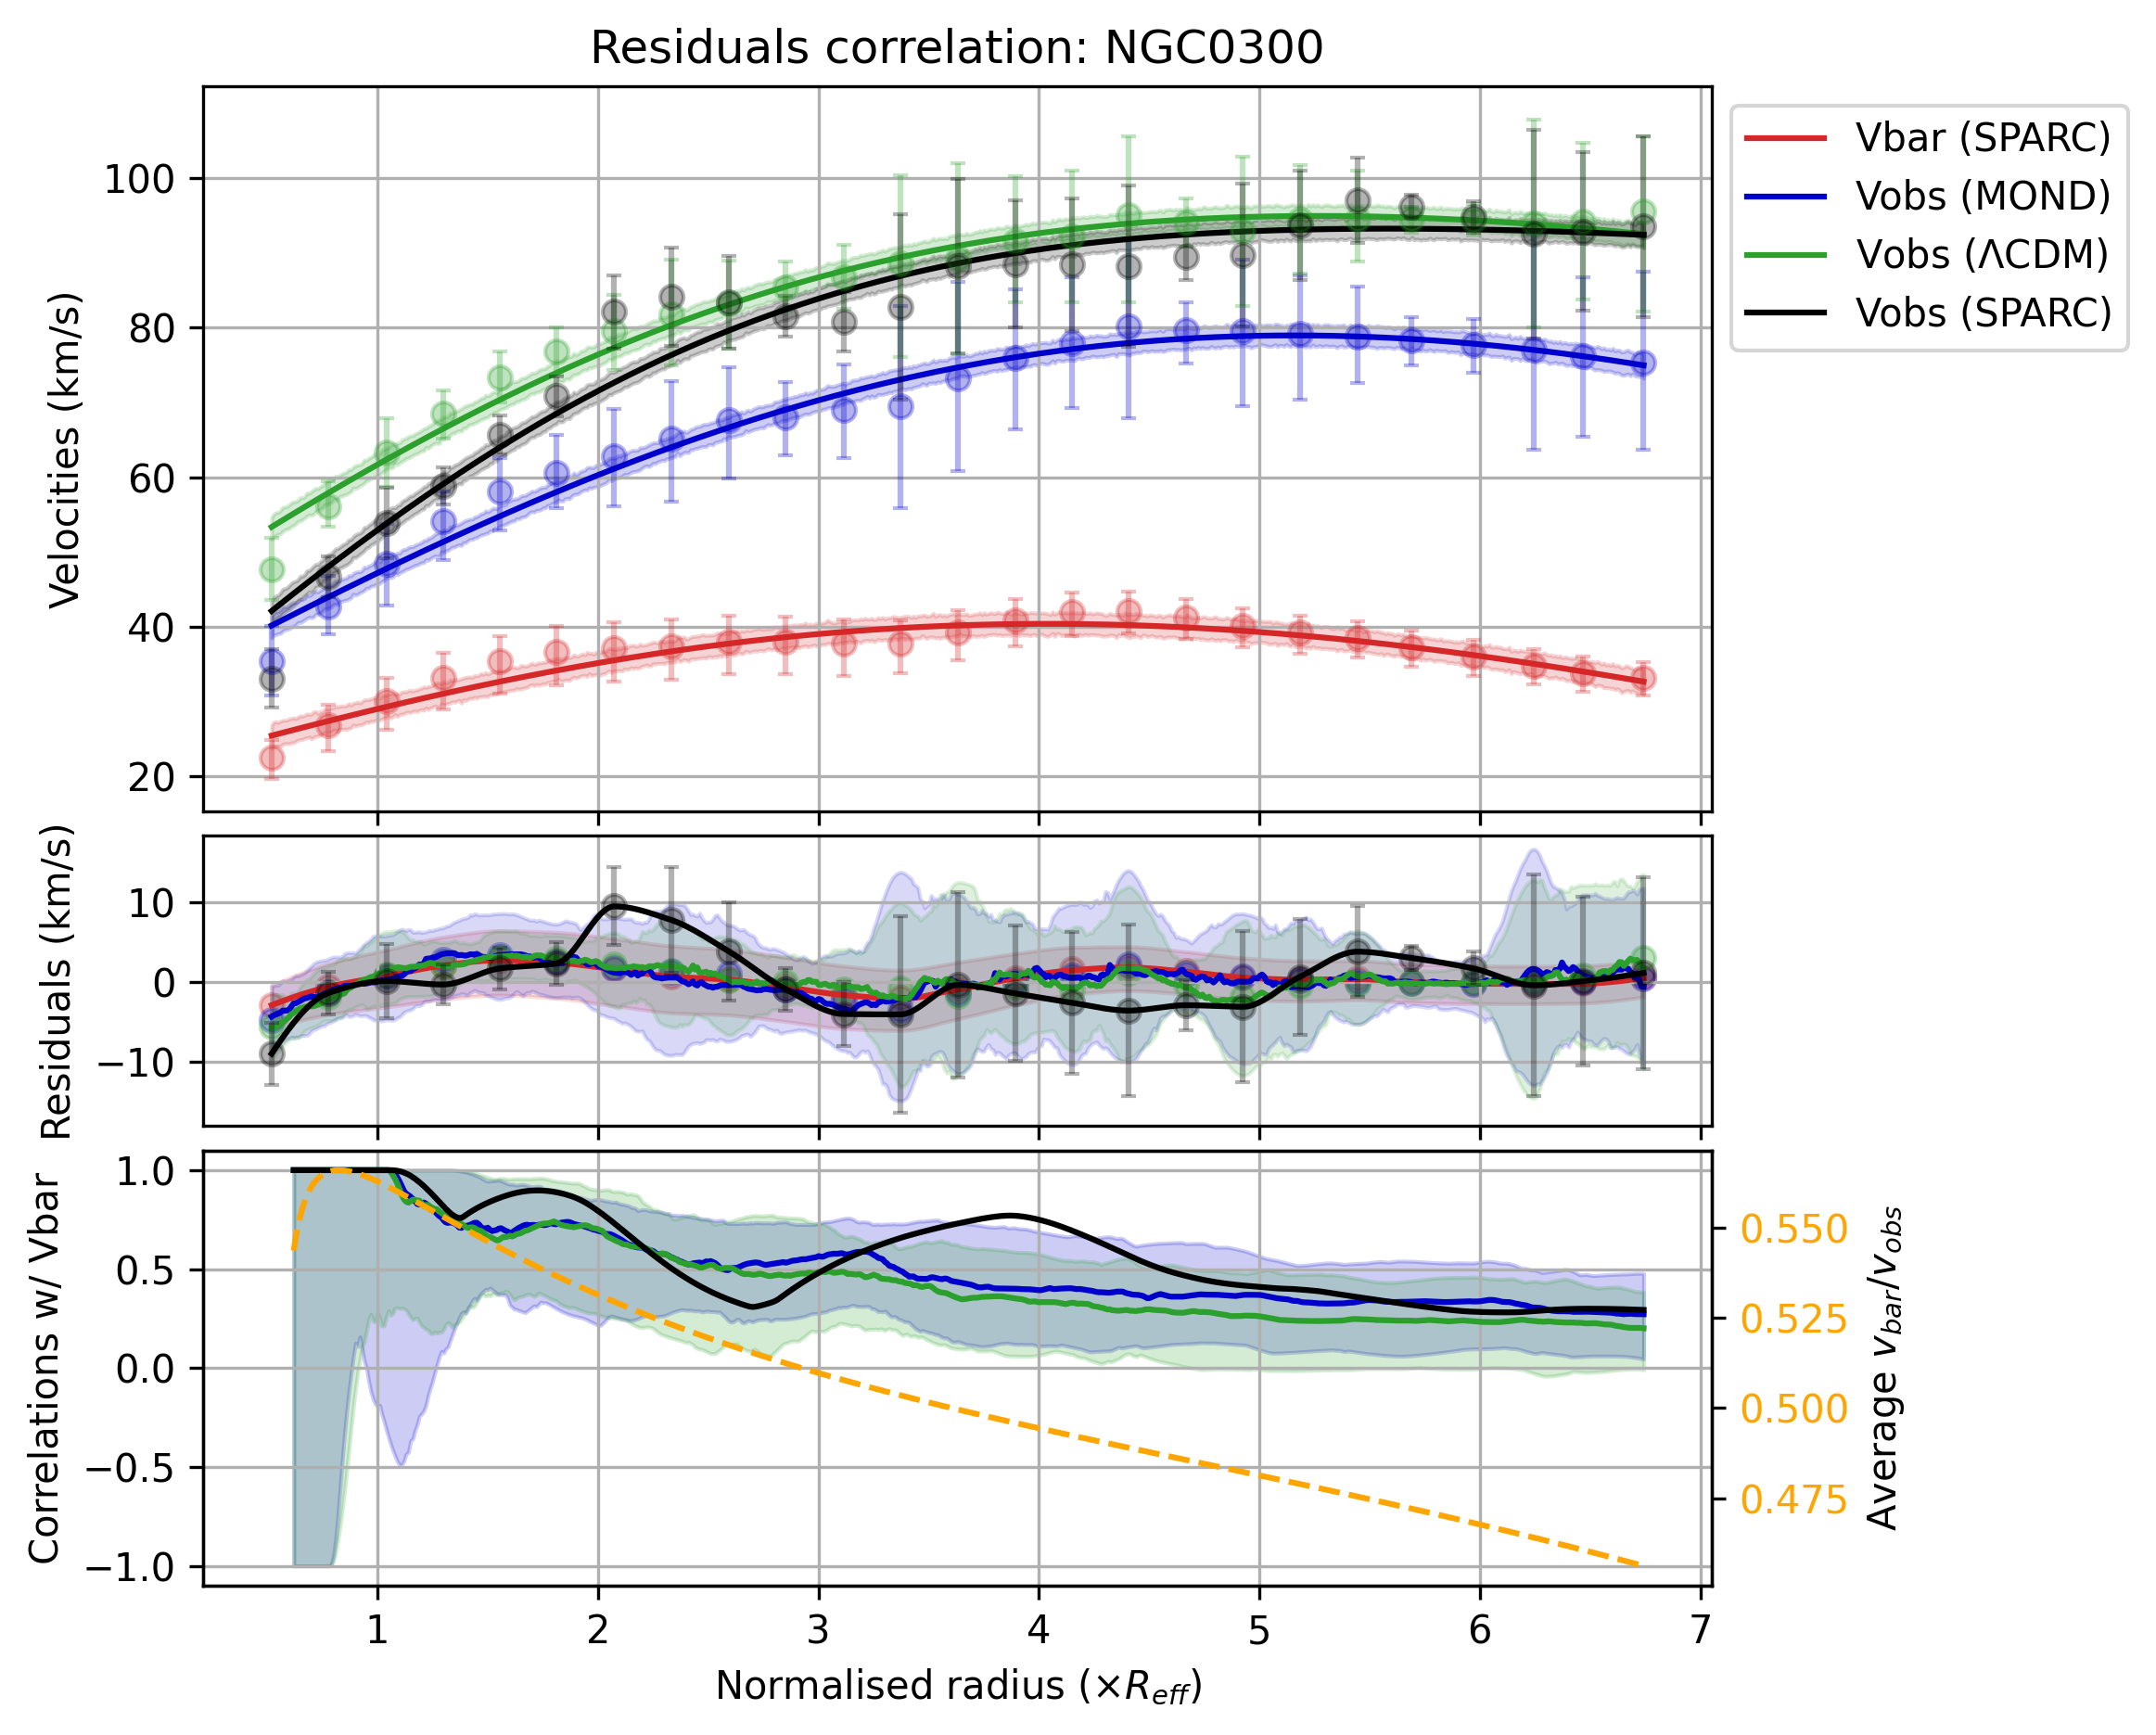 Residuals correlation: NGC0300
Velocities (km/s)
100
80
60
40
20
Vbar (SPARC)
Vobs (MOND)
Vobs (ΛCDM)
Vobs (SPARC)
Residuals (km/s)
10
0
−10
Correlations w/ Vbar
1.0
0.5
0.0
−0.5
−1.0
0.550
0.525
0.500
0.475
Average v_bar/v_obs
1 2 3 4 5 6 7
Normalised radius (×R_eff)